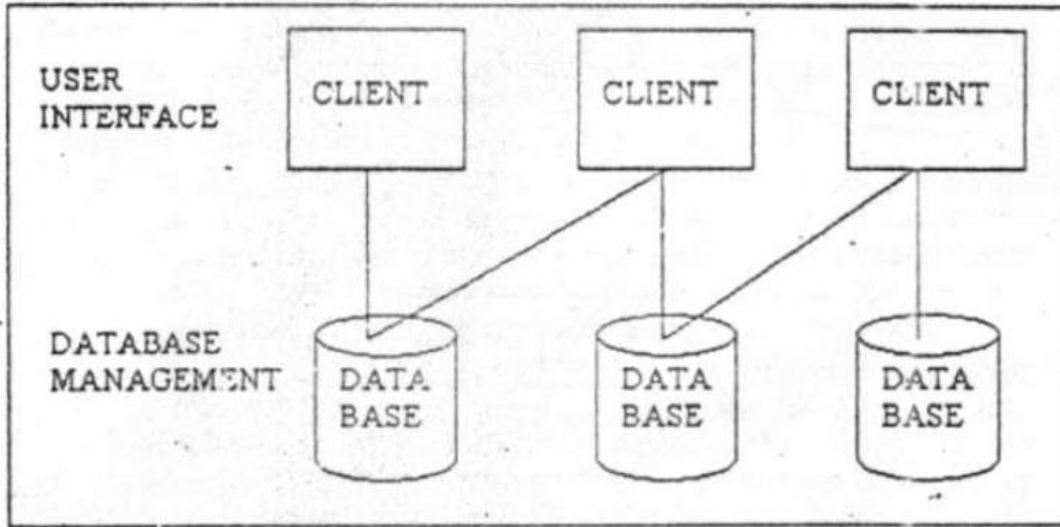 USER
INTERFACE
CLIENT
CLIENT
CLIENT
DATABASE
MANAGEMENT
DATA
BASE
DATA
BASE
DATA
BASE